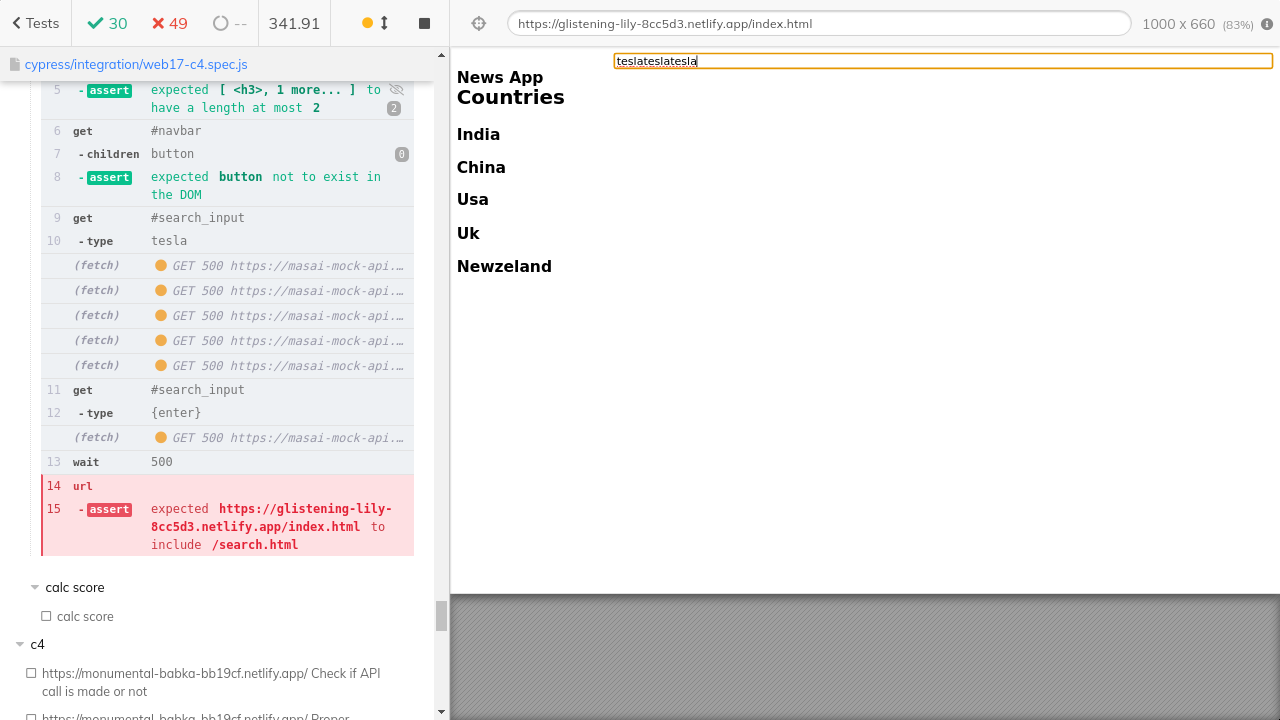 Tests 30 49 -- 341.91
https://glistening-lily-8cc5d3.netlify.app/index.html 1000 x 660 (83%)
cypress/integration/web17-c4.spec.js
5 -assert expected [ <h3>, 1 more... ] to
have a length at most 2 2
6 get #navbar
7 -children button 0
8 -assert expected button not to exist in
the DOM
9 get #search_input
10 -type tesla
(fetch) GET 500 https://masai-mock-api.…
(fetch) GET 500 https://masai-mock-api.…
(fetch) GET 500 https://masai-mock-api.…
(fetch) GET 500 https://masai-mock-api.…
(fetch) GET 500 https://masai-mock-api.…
11 get #search_input
12 -type {enter}
(fetch) GET 500 https://masai-mock-api.…
13 wait 500
14 url
15 -assert expected https://glistening-lily-
8cc5d3.netlify.app/index.html to
include /search.html
calc score
calc score
c4
https://monumental-babka-bb19cf.netlify.app/ Check if API
call is made or not
https://monumental-babka-bb19cf.netlify.app/ Proper
teslateslatesla
News App
Countries
India
China
Usa
Uk
Newzeland